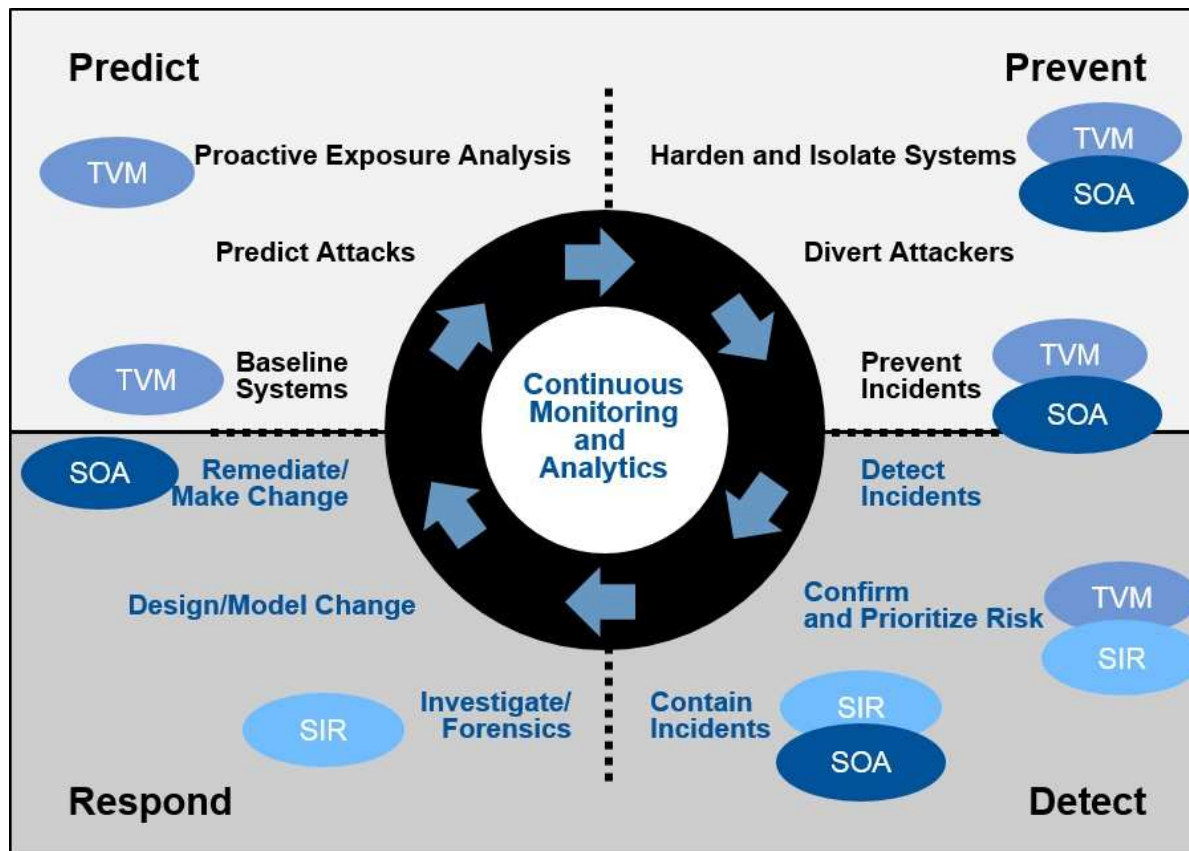 Predict
Prevent
TVM
Proactive Exposure Analysis
Harden and Isolate Systems
TVM
SOA
Predict Attacks
Divert Attackers
TVM
Baseline
Systems
Continuous
Monitoring
and
Analytics
Prevent
Incidents
TVM
SOA
SOA
Remediate/
Make Change
Detect
Incidents
Design/Model Change
Confirm
and Prioritize Risk
TVM
SIR
SIR
Investigate/
Forensics
Contain
Incidents
SIR
SOA
Respond
Detect